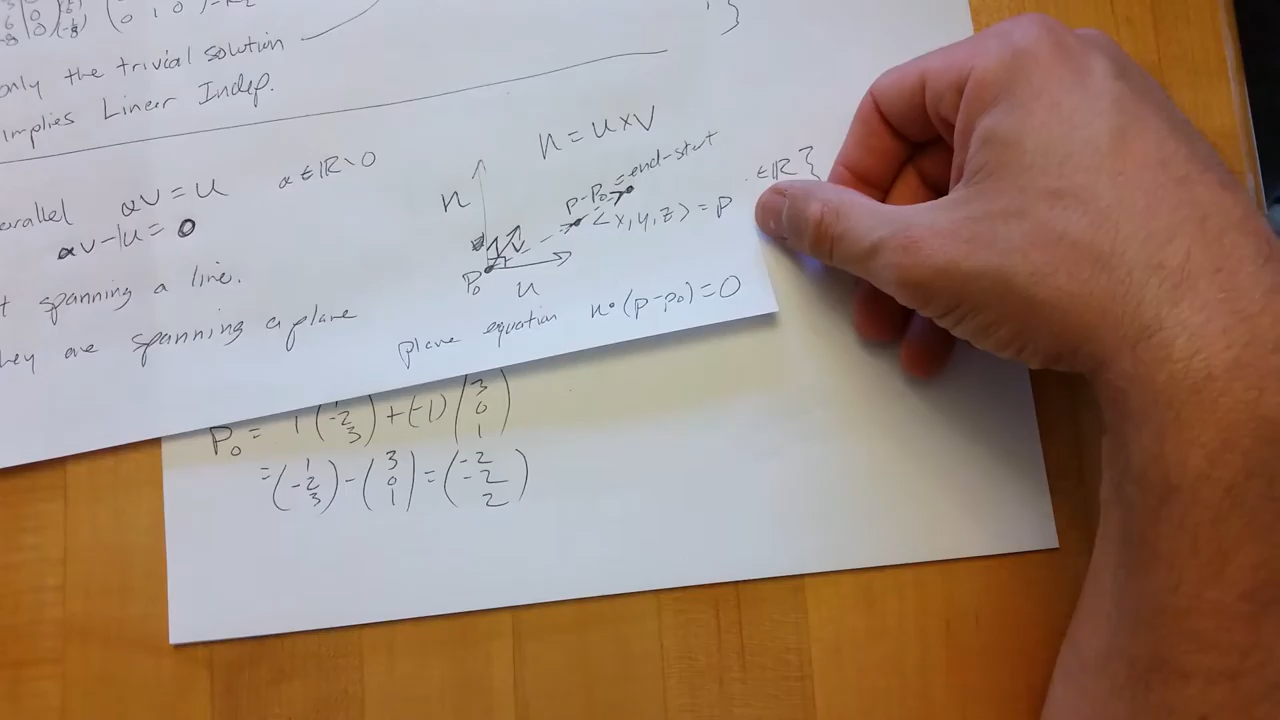 only the trivial solution
implies Linear Indep.
n = u×v
αv = u α∈ℝ\0
αv-1u = 0
n
p-p₀ = end-start
<x,y,z> = p
∈ℝ}
P₀
u
spanning a line.
they are spanning a plane
plane equation n•(p-p₀)=0
P₀ = 1(1 -2 3)+(-1)(3 0 1)
=(1 -2 3)-(3 0 1)=(-2 -2 2)